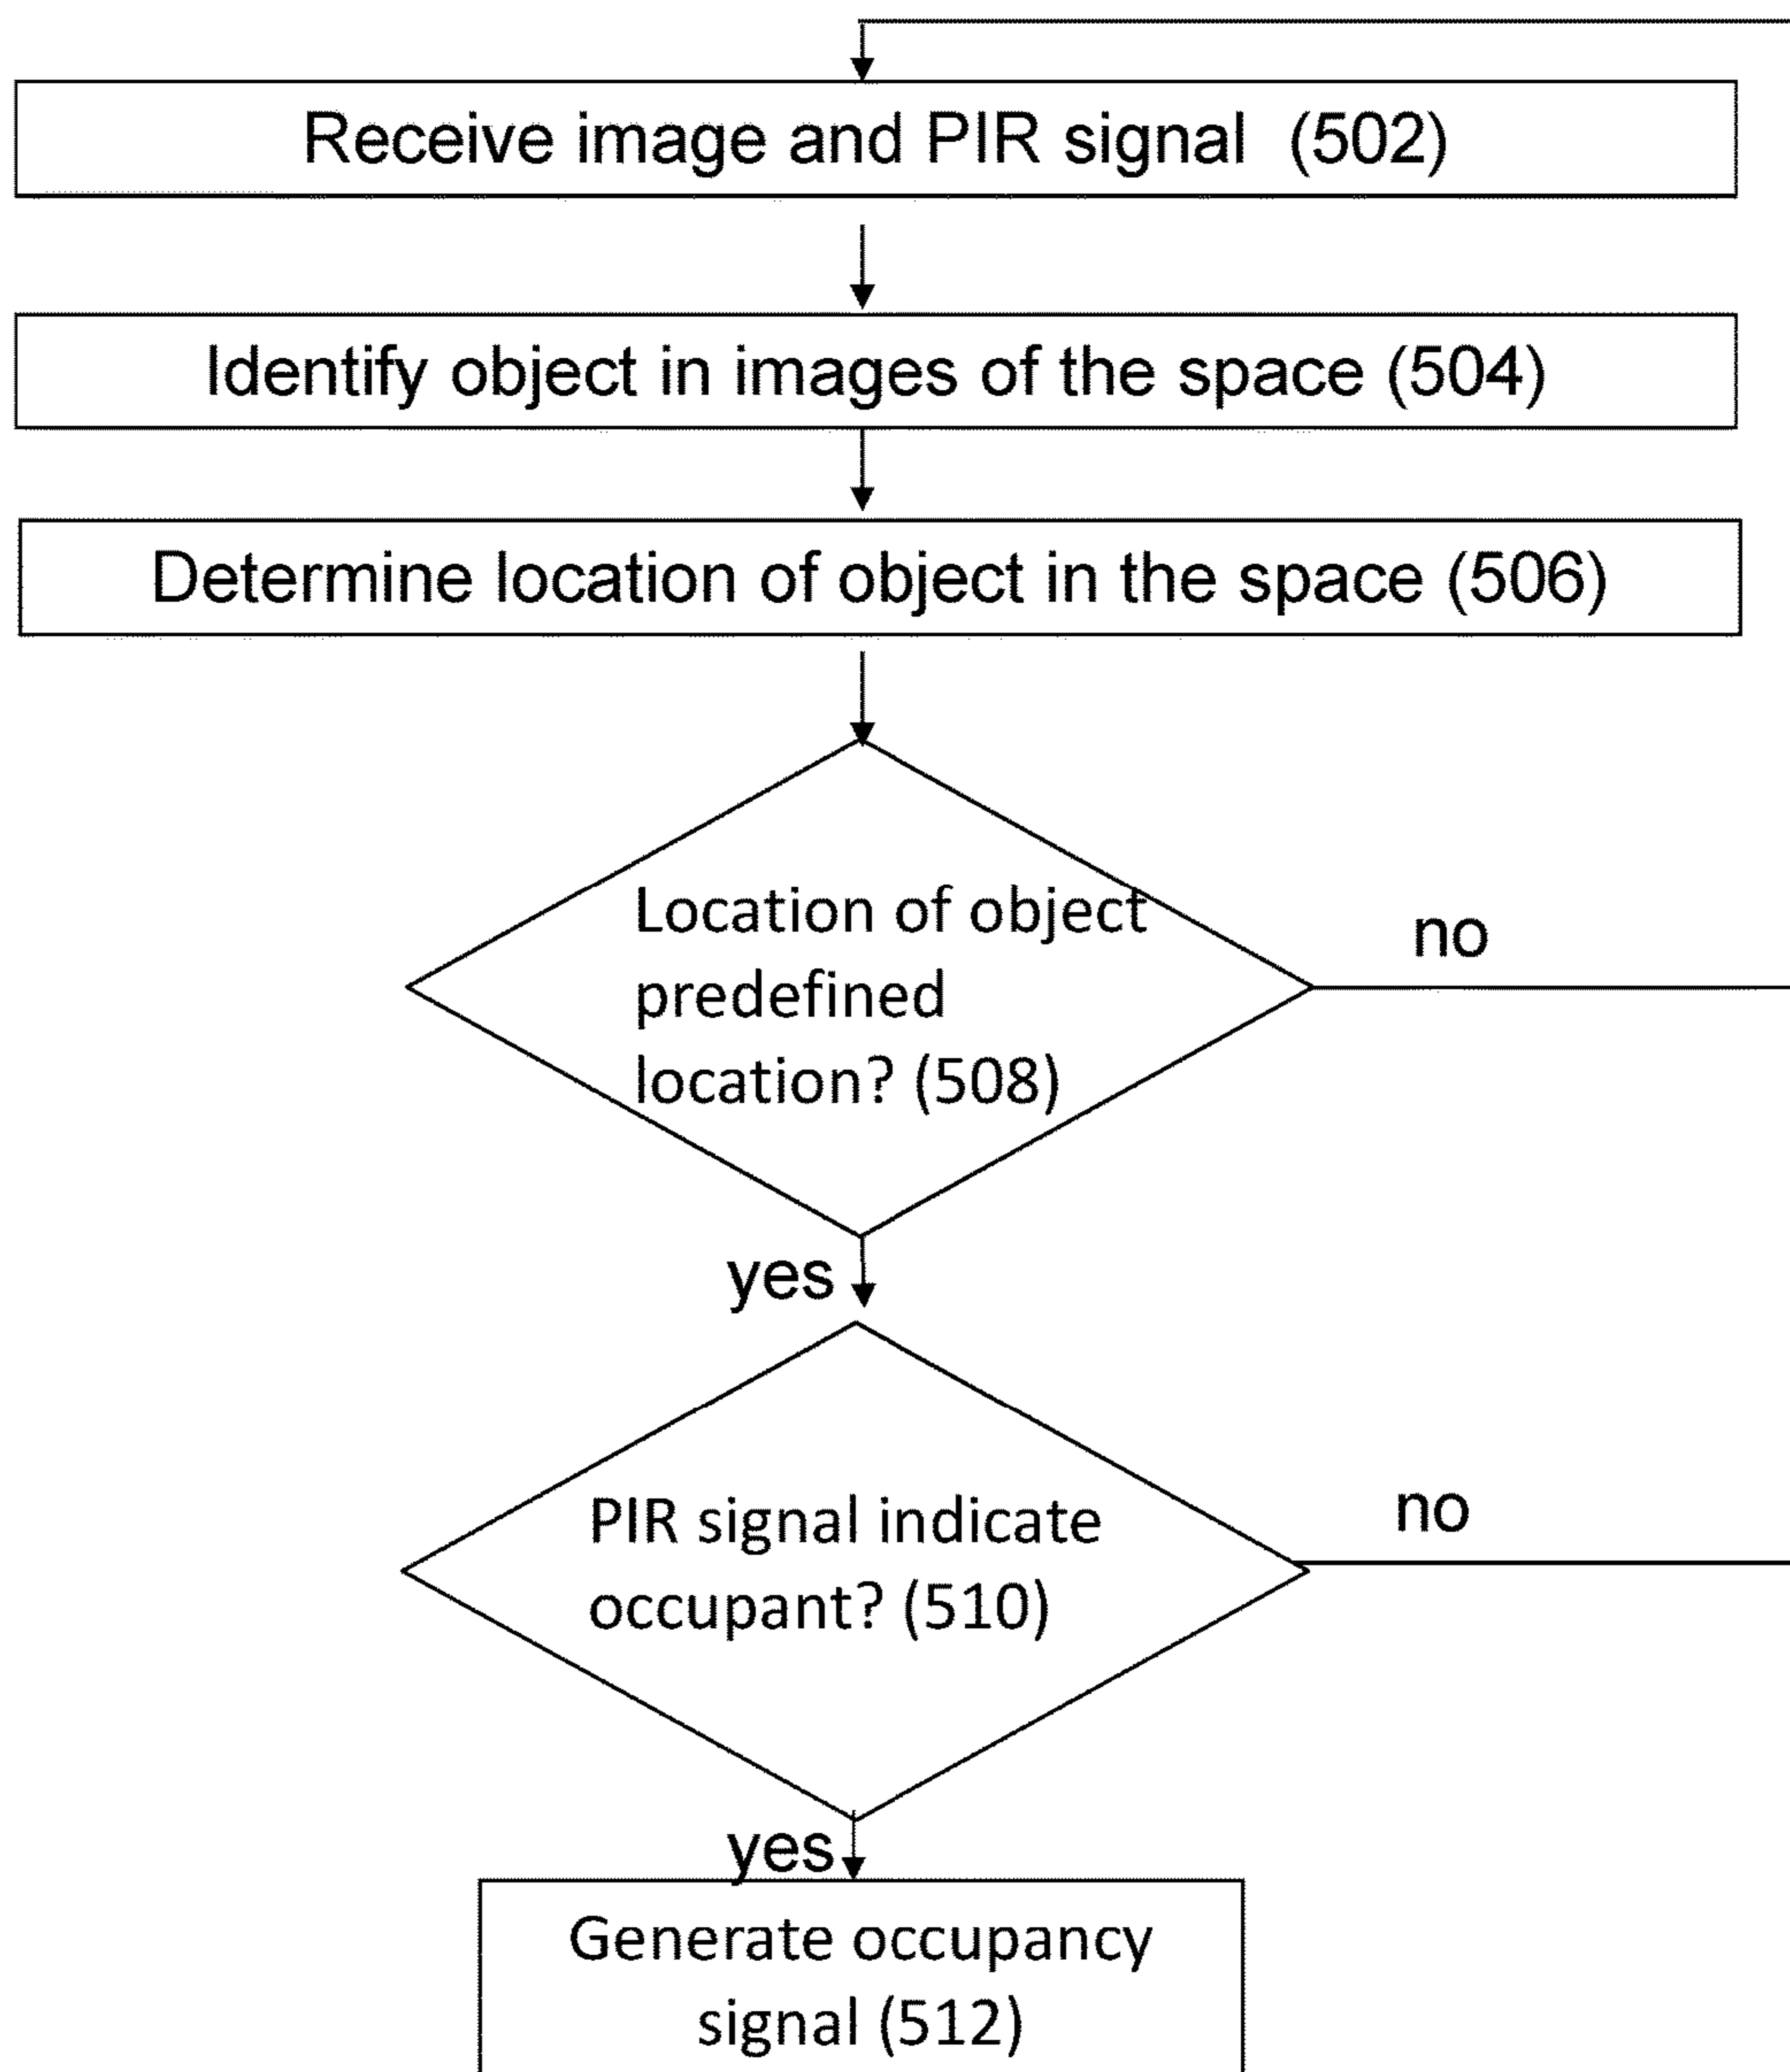 Receive image and PIR signal (502)
Identify object in images of the space (504)
Determine location of object in the space (506)
Location of object
predefined
location? (508)
no
yes
PIR signal indicate
occupant? (510)
no
yes
Generate occupancy
signal (512)